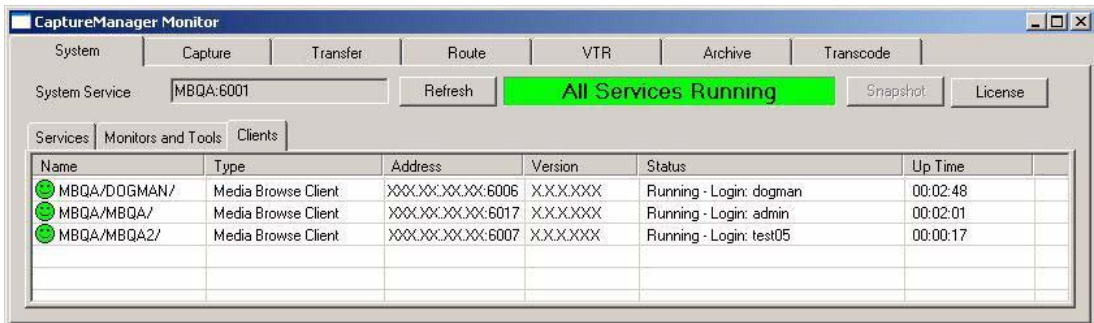 CaptureManager Monitor
System Capture Transfer Route VTR Archive Transcode
System Service MBQA:6001 Refresh All Services Running Snapshot License
Services Monitors and Tools Clients
Name Type Address Version Status Up Time
MBQA/DOGMAN/ Media Browse Client XXX.XX.XX.XX:6006 X.X.X.XXX Running - Login: dogman 00:02:48
MBQA/MBQA/ Media Browse Client XXX.XX.XX.XX:6017 X.X.X.XXX Running - Login: admin 00:02:01
MBQA/MBQA2/ Media Browse Client XXX.XX.XX.XX:6007 X.X.X.XXX Running - Login: test05 00:00:17